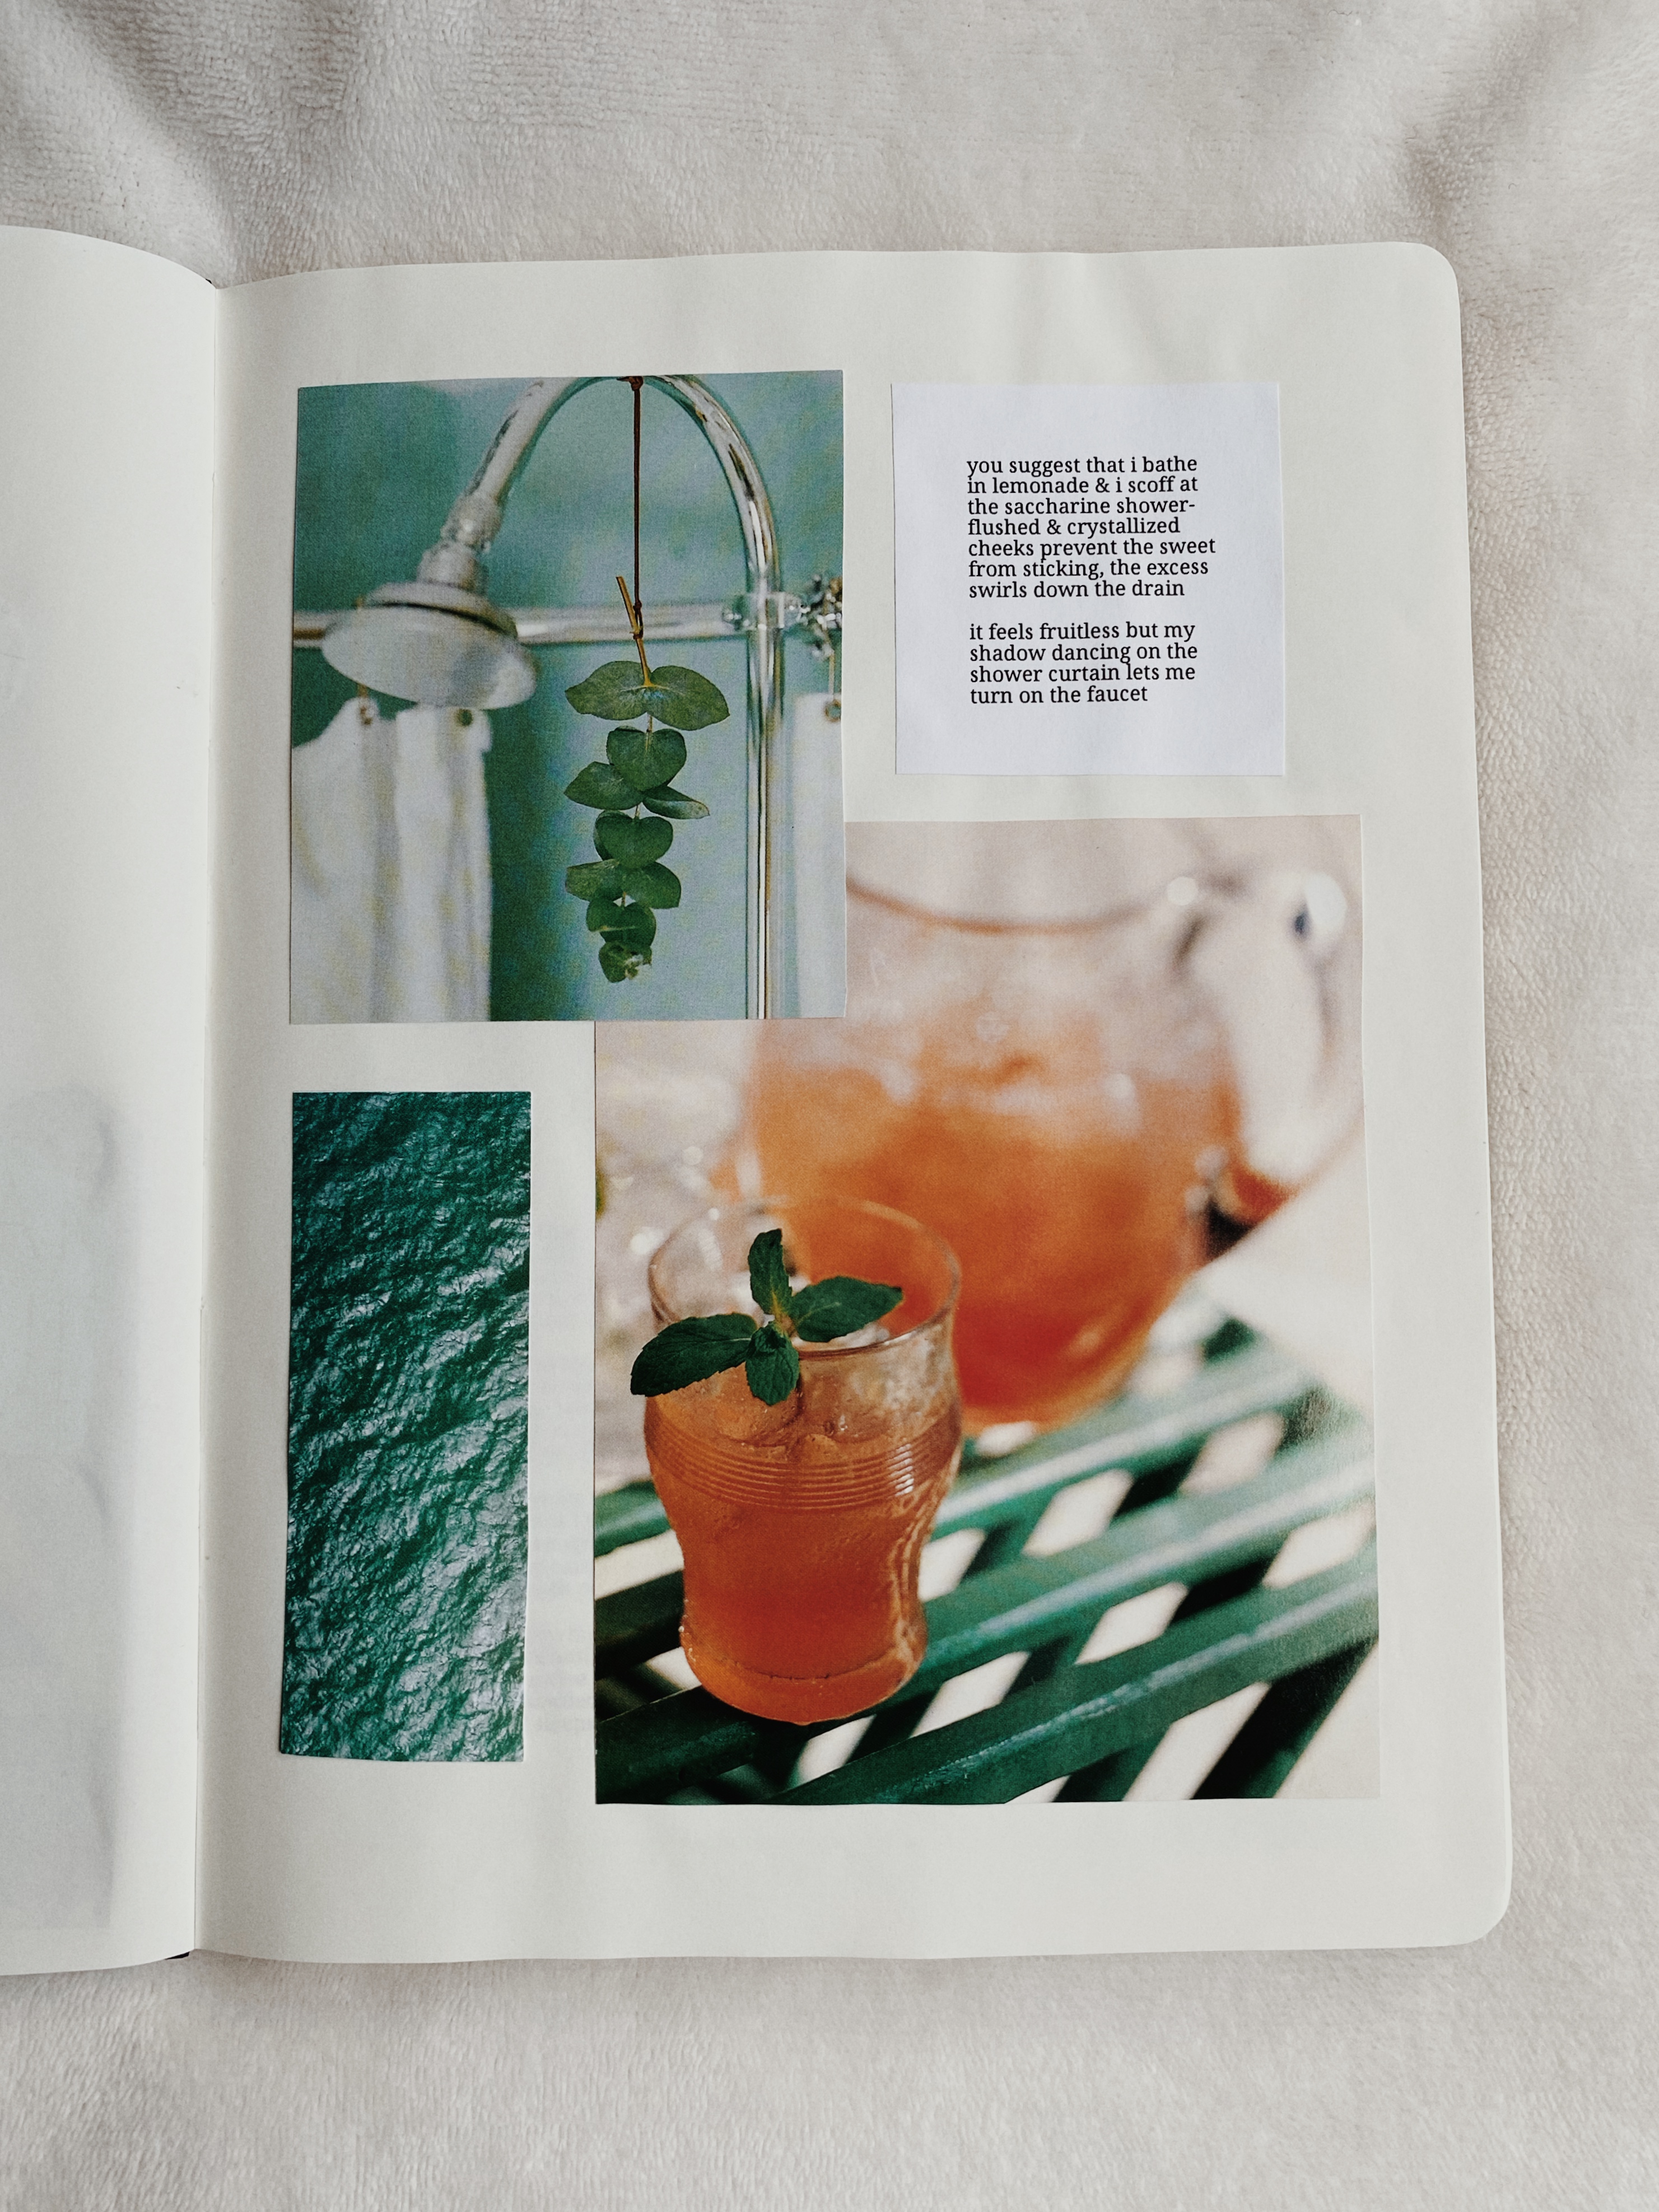 you suggest that i bathe
in lemonade & i scoff at
the saccharine shower-
flushed & crystallized
cheeks prevent the sweet
from sticking, the excess
swirls down the drain
it feels fruitless but my
shadow dancing on the
shower curtain lets me
turn on the faucet